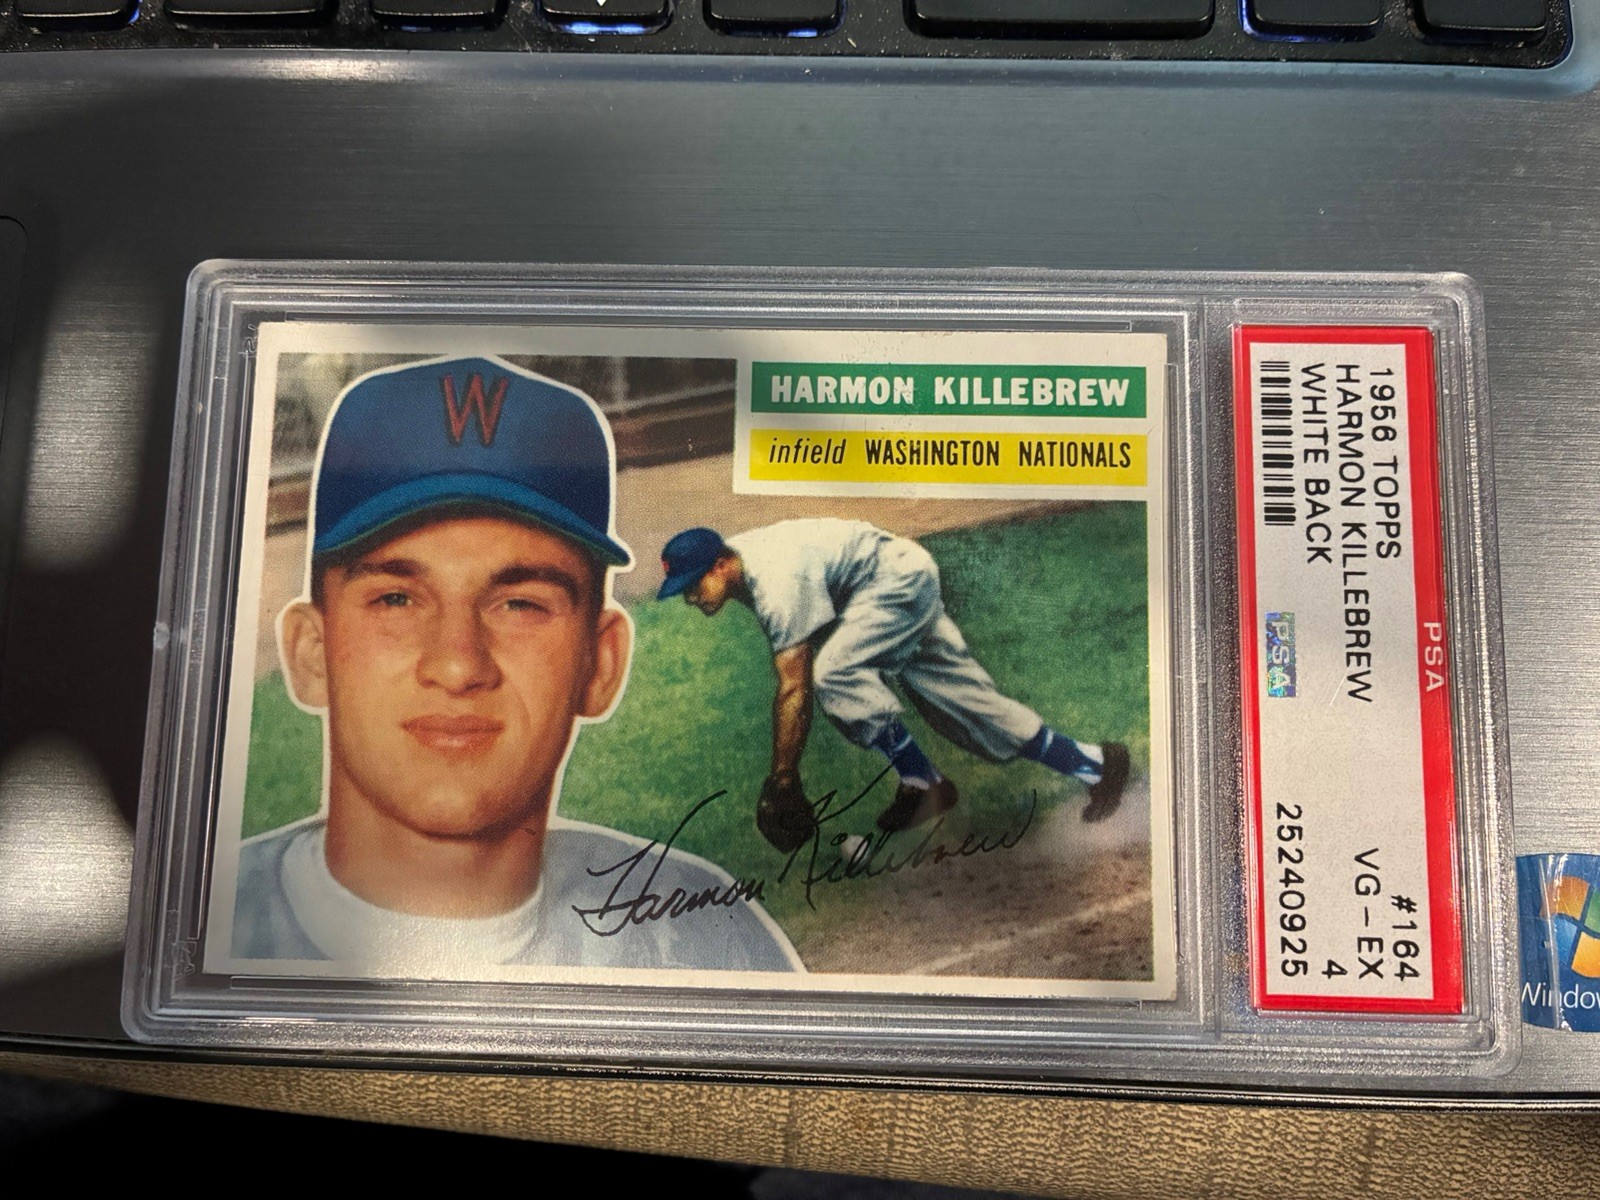 W
HARMON KILLEBREW
infield WASHINGTON NATIONALS
Harmon Killebrew
PSA
1956 TOPPS #164
HARMON KILLEBREW VG-EX
WHITE BACK 4
PSA 25240925
Window